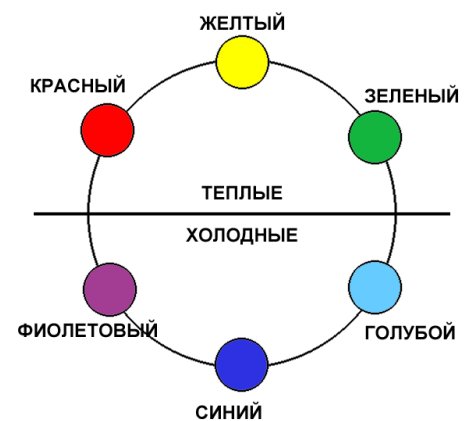 ЖЕЛТЫЙ
КРАСНЫЙ
ЗЕЛЕНЫЙ
ТЕПЛЫЕ
ХОЛОДНЫЕ
ФИОЛЕТОВЫЙ
ГОЛУБОЙ
СИНИЙ